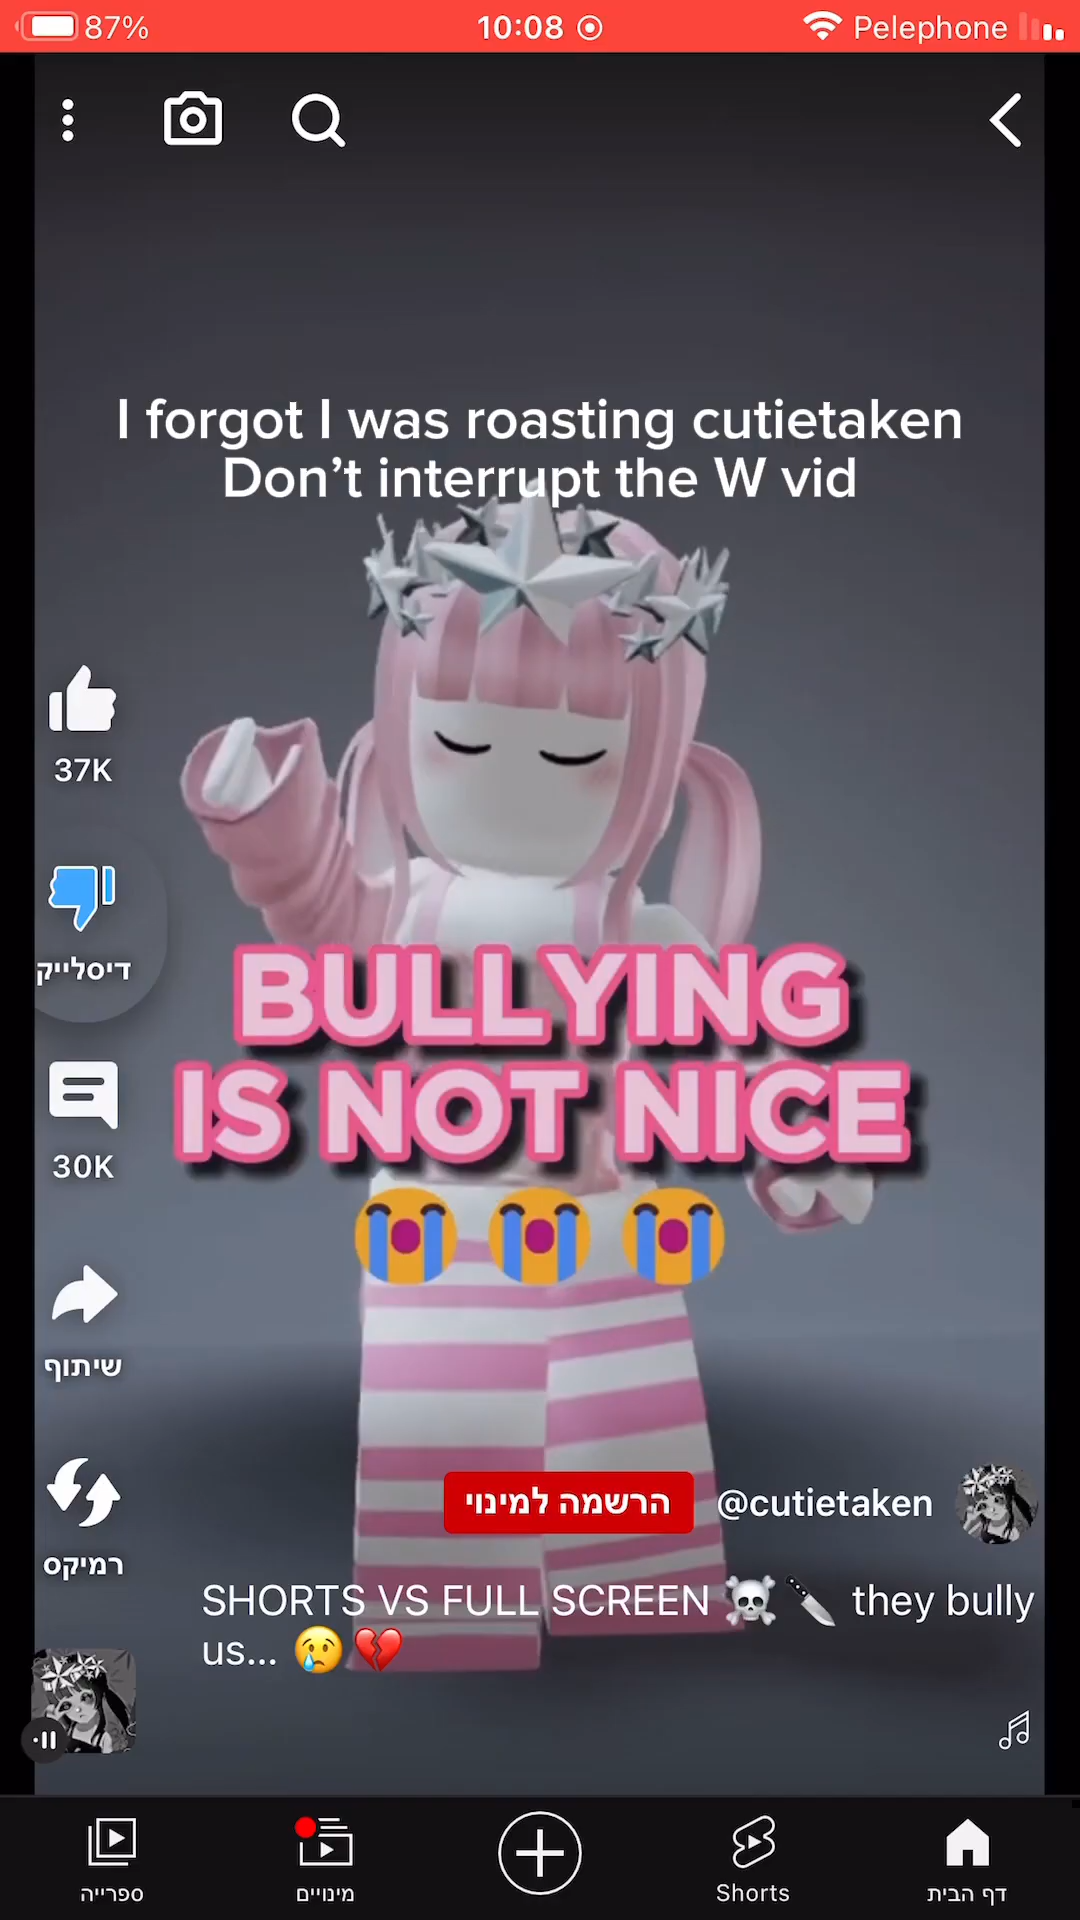 87%
10:08
Pelephone
I forgot I was roasting cutietaken
Don’t interrupt the W vid
37K
דיסלייק
BULLYING
IS NOT NICE
😭😭😭
30K
שיתוף
הרשמה למינוי
@cutietaken
רמיקס
SHORTS VS FULL SCREEN ☠️🔪 they bully
us... 😢💔
ספרייה
מינויים
Shorts
דף הבית